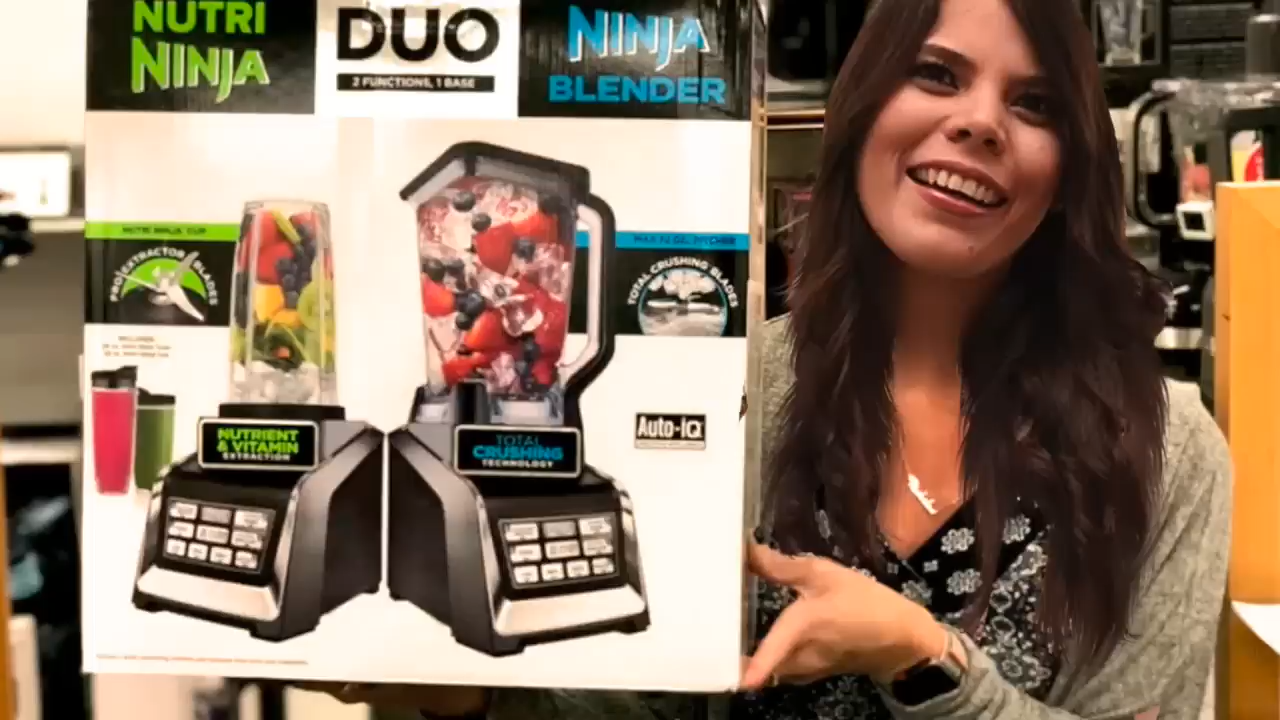 NUTRI
NINJA
DUO
2 FUNCTIONS, 1 BASE
NINJA
BLENDER
NUTRI NINJA CUP
PRO EXTRACTOR BLADES
TOTAL CRUSHING BLADES
Auto-iQ
NUTRIENT
& VITAMIN
EXTRACTION
TOTAL
CRUSHING
TECHNOLOGY